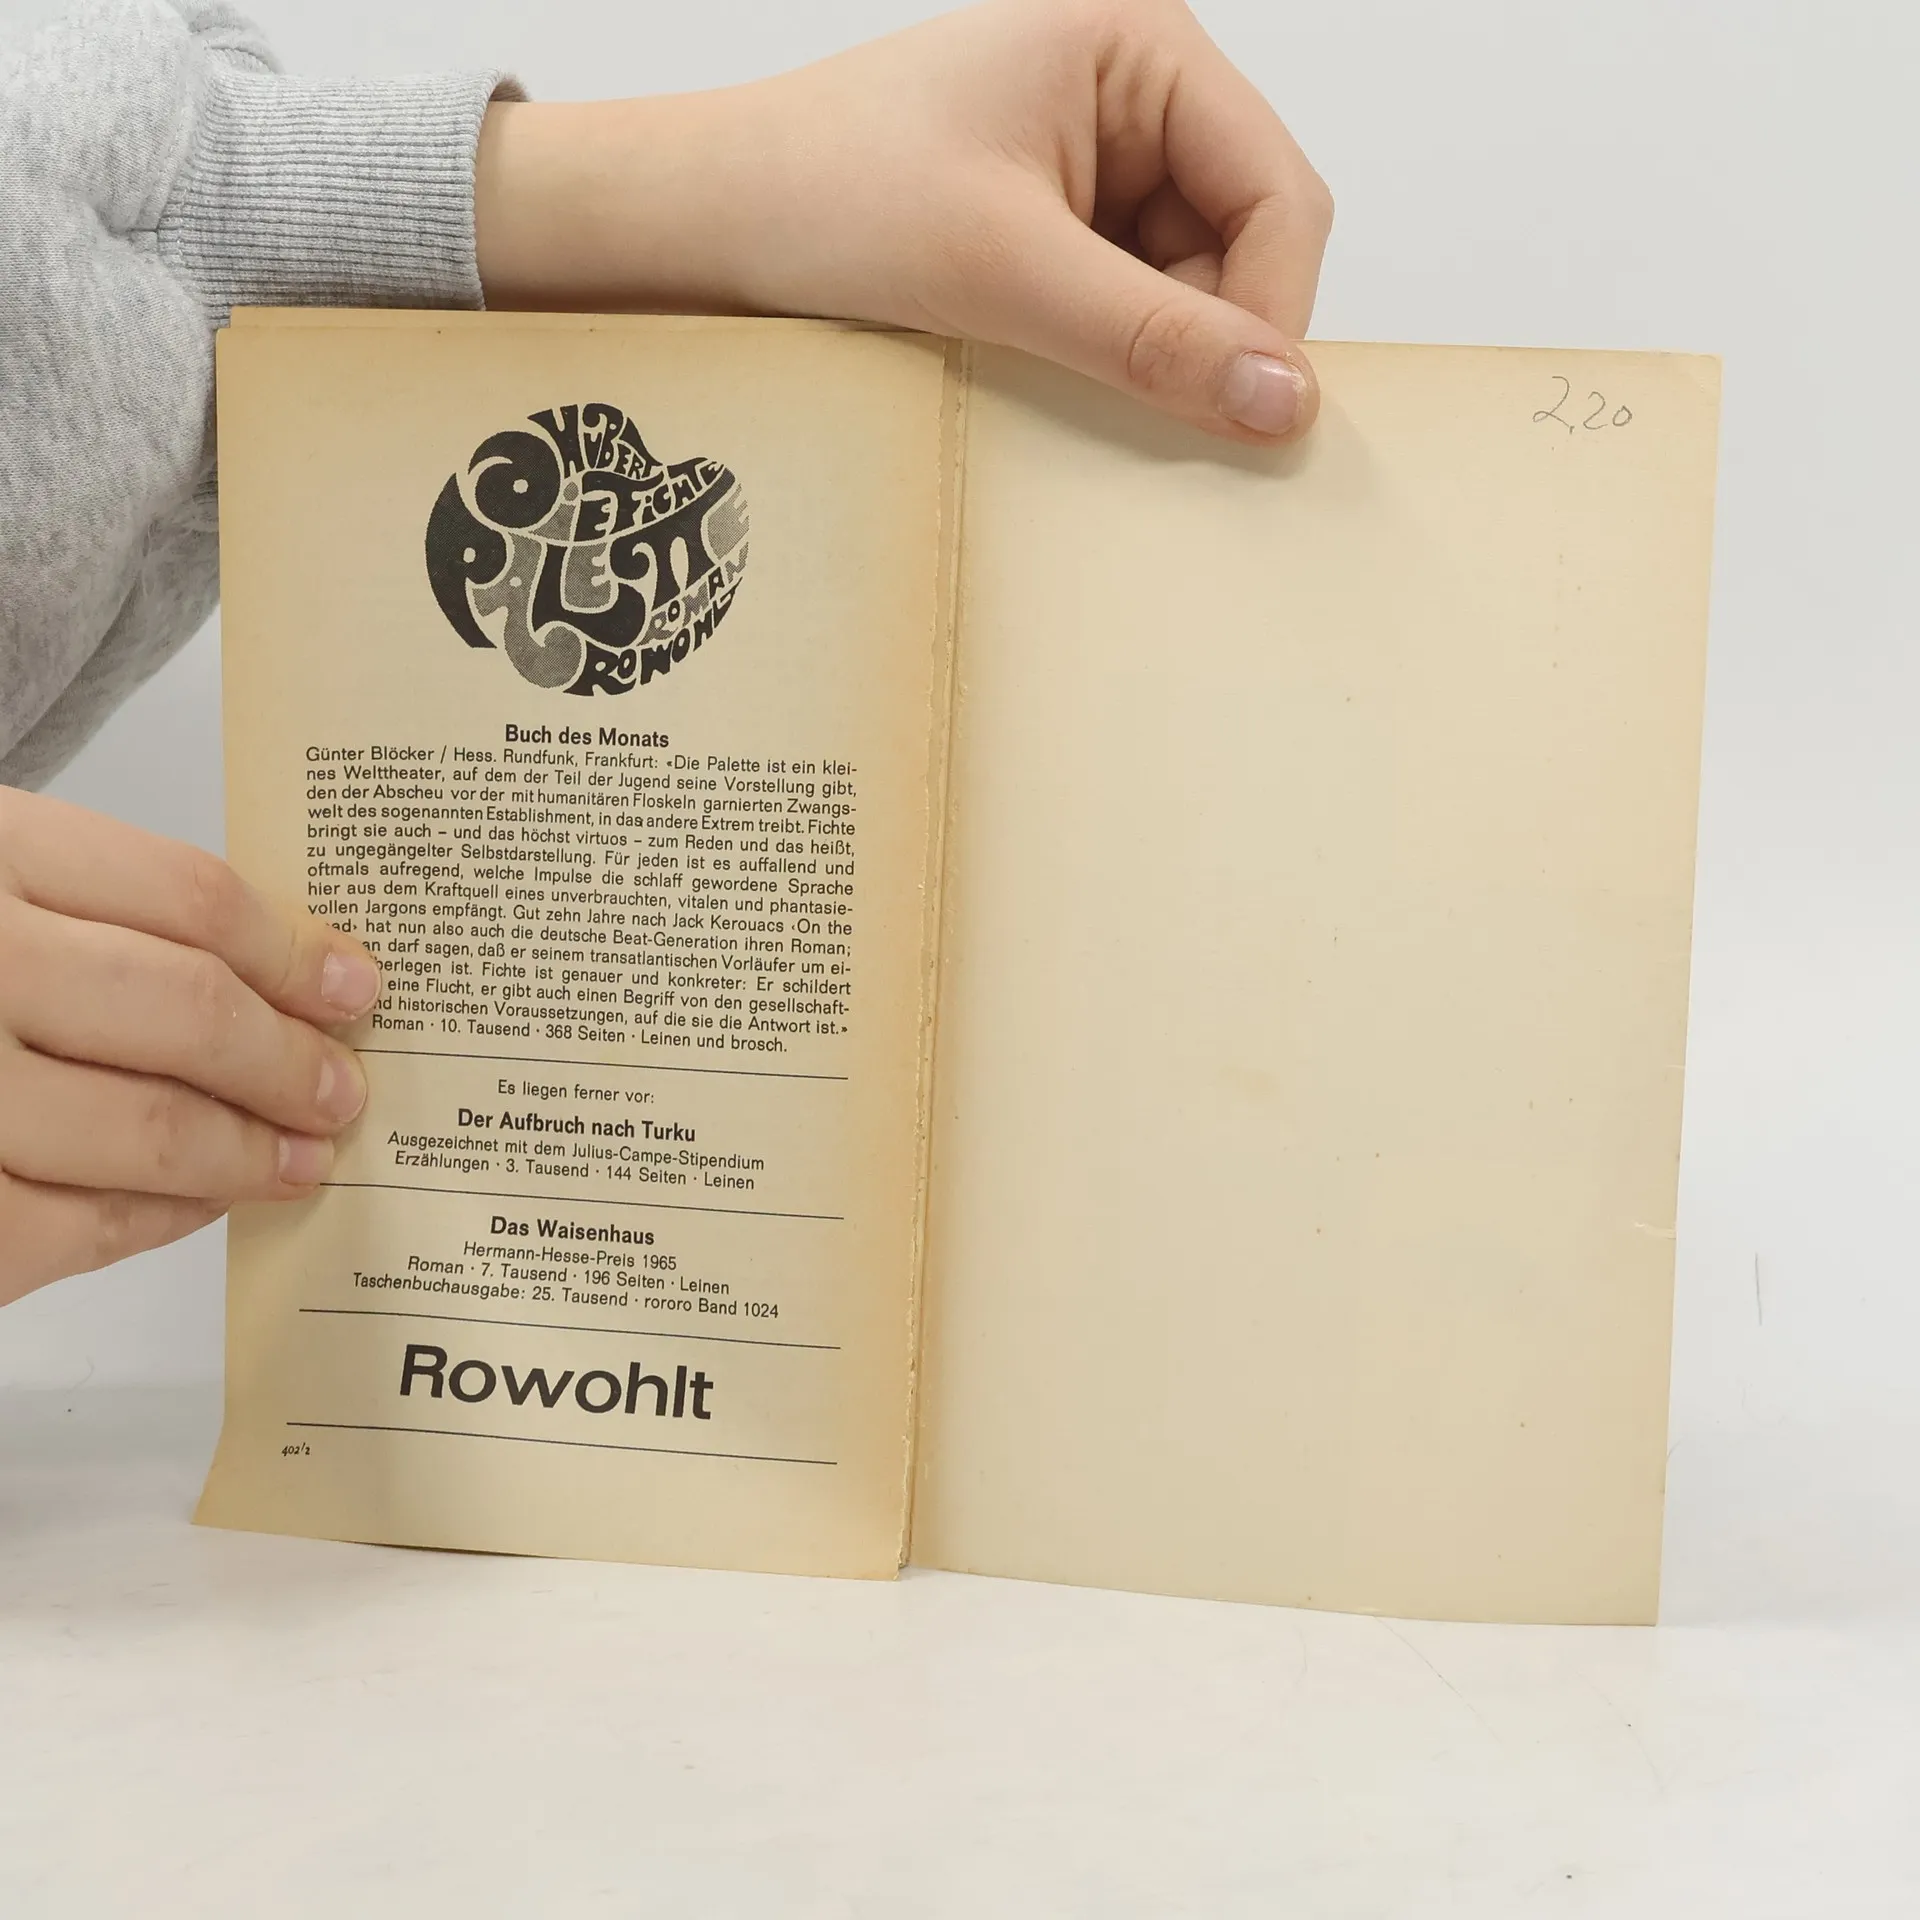 HUBERT
FICHTE
DIE
PALETTE
ROMAN
ROWOHLT
2,20
Buch des Monats
Günter Blöcker / Hess. Rundfunk, Frankfurt: «Die Palette ist ein klei-
nes Welttheater, auf dem der Teil der Jugend seine Vorstellung gibt,
den der Abscheu vor der mit humanitären Floskeln garnierten Zwangs-
welt des sogenannten Establishment, in das andere Extrem treibt. Fichte
bringt sie auch – und das höchst virtuos – zum Reden und das heißt,
zu ungegängelter Selbstdarstellung. Für jeden ist es auffallend und
oftmals aufregend, welche Impulse die schlaff gewordene Sprache
hier aus dem Kraftquell eines unverbrauchten, vitalen und phantasie-
vollen Jargons empfängt. Gut zehn Jahre nach Jack Kerouacs ‹On the
ad› hat nun also auch die deutsche Beat-Generation ihren Roman;
an darf sagen, daß er seinem transatlantischen Vorläufer um ei-
berlegen ist. Fichte ist genauer und konkreter: Er schildert
eine Flucht, er gibt auch einen Begriff von den gesellschaft-
nd historischen Voraussetzungen, auf die sie die Antwort ist.»
Roman · 10. Tausend · 368 Seiten · Leinen und brosch.
Es liegen ferner vor:
Der Aufbruch nach Turku
Ausgezeichnet mit dem Julius-Campe-Stipendium
Erzählungen · 3. Tausend · 144 Seiten · Leinen
Das Waisenhaus
Hermann-Hesse-Preis 1965
Roman · 7. Tausend · 196 Seiten · Leinen
Taschenbuchausgabe: 25. Tausend · rororo Band 1024
Rowohlt
402/2